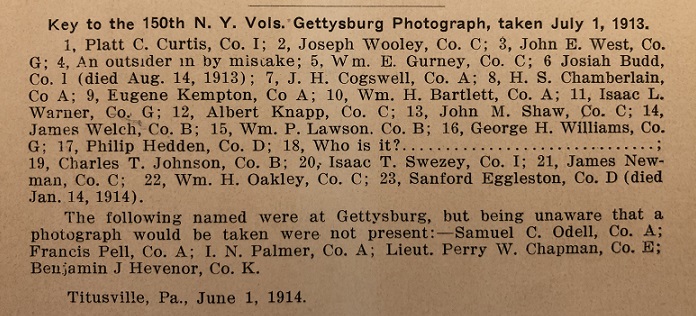 Key to the 150th N. Y. Vols. Gettysburg Photograph, taken July 1, 1913.
1, Platt C. Curtis, Co. I; 2, Joseph Wooley, Co. C; 3, John E. West, Co.
G; 4, An outsider in by mistake; 5, Wm. E. Gurney, Co. C; 6 Josiah Budd,
Co. I (died Aug. 14, 1913); 7, J. H. Cogswell, Co. A; 8, H. S. Chamberlain,
Co A; 9, Eugene Kempton, Co A; 10, Wm. H. Bartlett, Co. A; 11, Isaac L.
Warner, Co. G; 12, Albert Knapp, Co. C; 13, John M. Shaw, Co. C; 14,
James Welch, Co. B; 15, Wm. P. Lawson. Co. B; 16, George H. Williams, Co.
G; 17, Philip Hedden, Co. D; 18, Who is it?..............................;
19, Charles T. Johnson, Co. B; 20, Isaac T. Swezey, Co. I; 21, James New-
man, Co. C; 22, Wm. H. Oakley, Co. C; 23, Sanford Eggleston, Co. D (died
Jan. 14, 1914).
The following named were at Gettysburg, but being unaware that a
photograph would be taken were not present:—Samuel C. Odell, Co. A;
Francis Pell, Co. A; I. N. Palmer, Co. A; Lieut. Perry W. Chapman, Co. E;
Benjamin J Hevenor, Co. K.
Titusville, Pa., June 1, 1914.